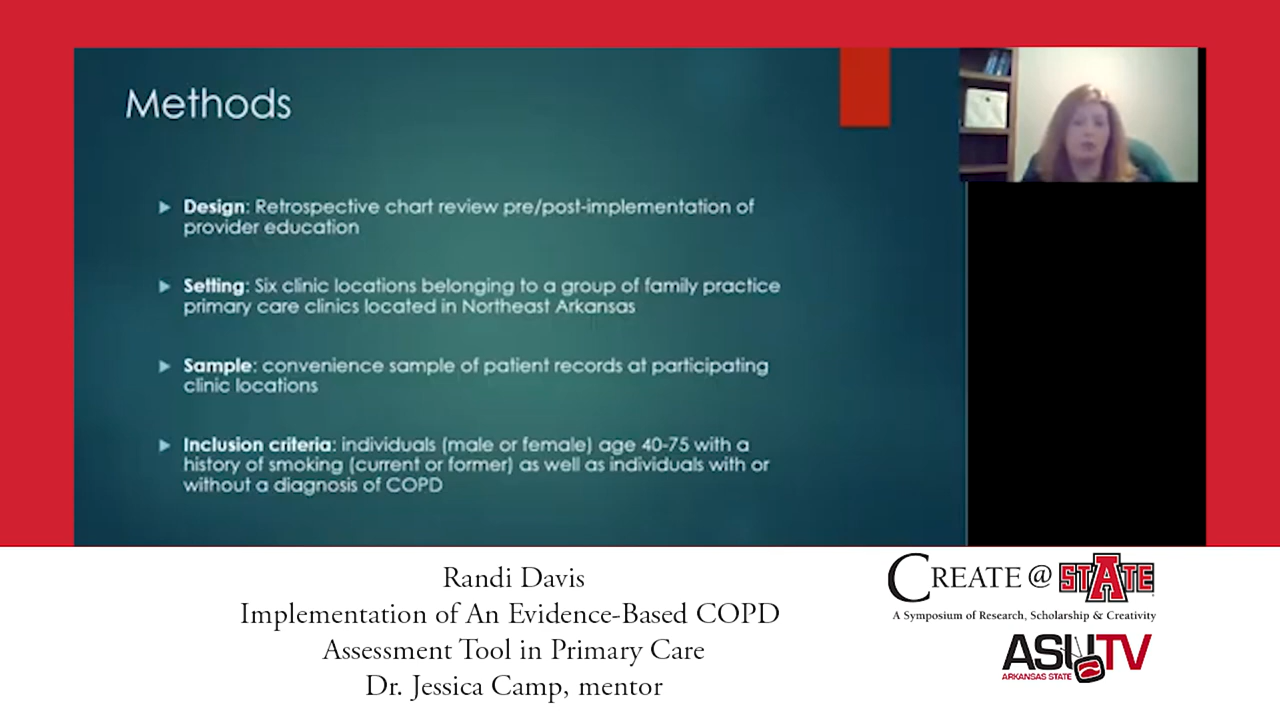 Methods
Design: Retrospective chart review pre/post-implementation of
provider education
Setting: Six clinic locations belonging to a group of family practice
primary care clinics located in Northeast Arkansas
Sample: convenience sample of patient records at participating
clinic locations
Inclusion criteria: individuals (male or female) age 40-75 with a
history of smoking (current or former) as well as individuals with or
without a diagnosis of COPD
Randi Davis
Implementation of An Evidence-Based COPD
Assessment Tool in Primary Care
Dr. Jessica Camp, mentor
CREATE @ STATE
A Symposium of Research, Scholarship & Creativity
ASU TV
ARKANSAS STATE